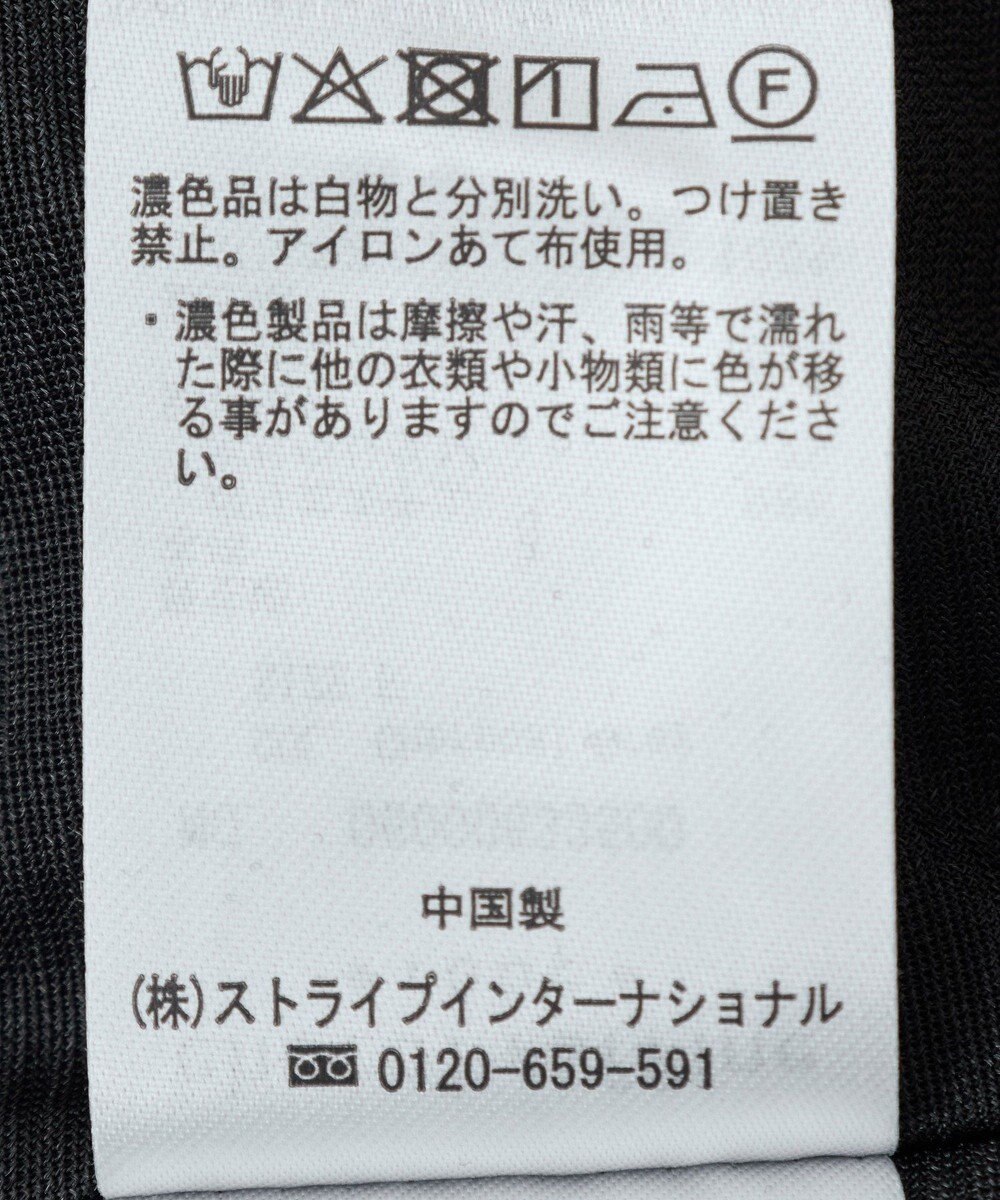 F
濃色品は白物と分別洗い。つけ置き
禁止。アイロンあて布使用。
・濃色製品は摩擦や汗、雨等で濡れ
た際に他の衣類や小物類に色が移
る事がありますのでご注意くださ
い。
中国製
(株)ストライプインターナショナル
0120-659-591